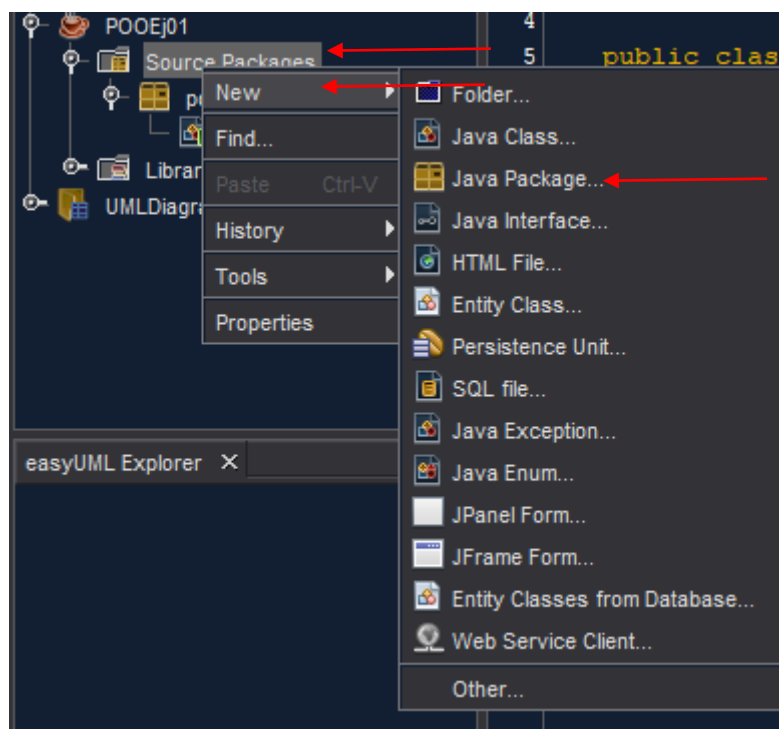 POOEj01
Source Packages
Librar
UMLDiagra
New
Find...
Paste Ctrl-V
History
Tools
Properties
4
5 public clas
Folder...
Java Class...
Java Package...
Java Interface...
HTML File...
Entity Class...
Persistence Unit...
SQL file...
Java Exception...
Java Enum...
JPanel Form...
JFrame Form...
Entity Classes from Database...
Web Service Client...
Other...
easyUML Explorer